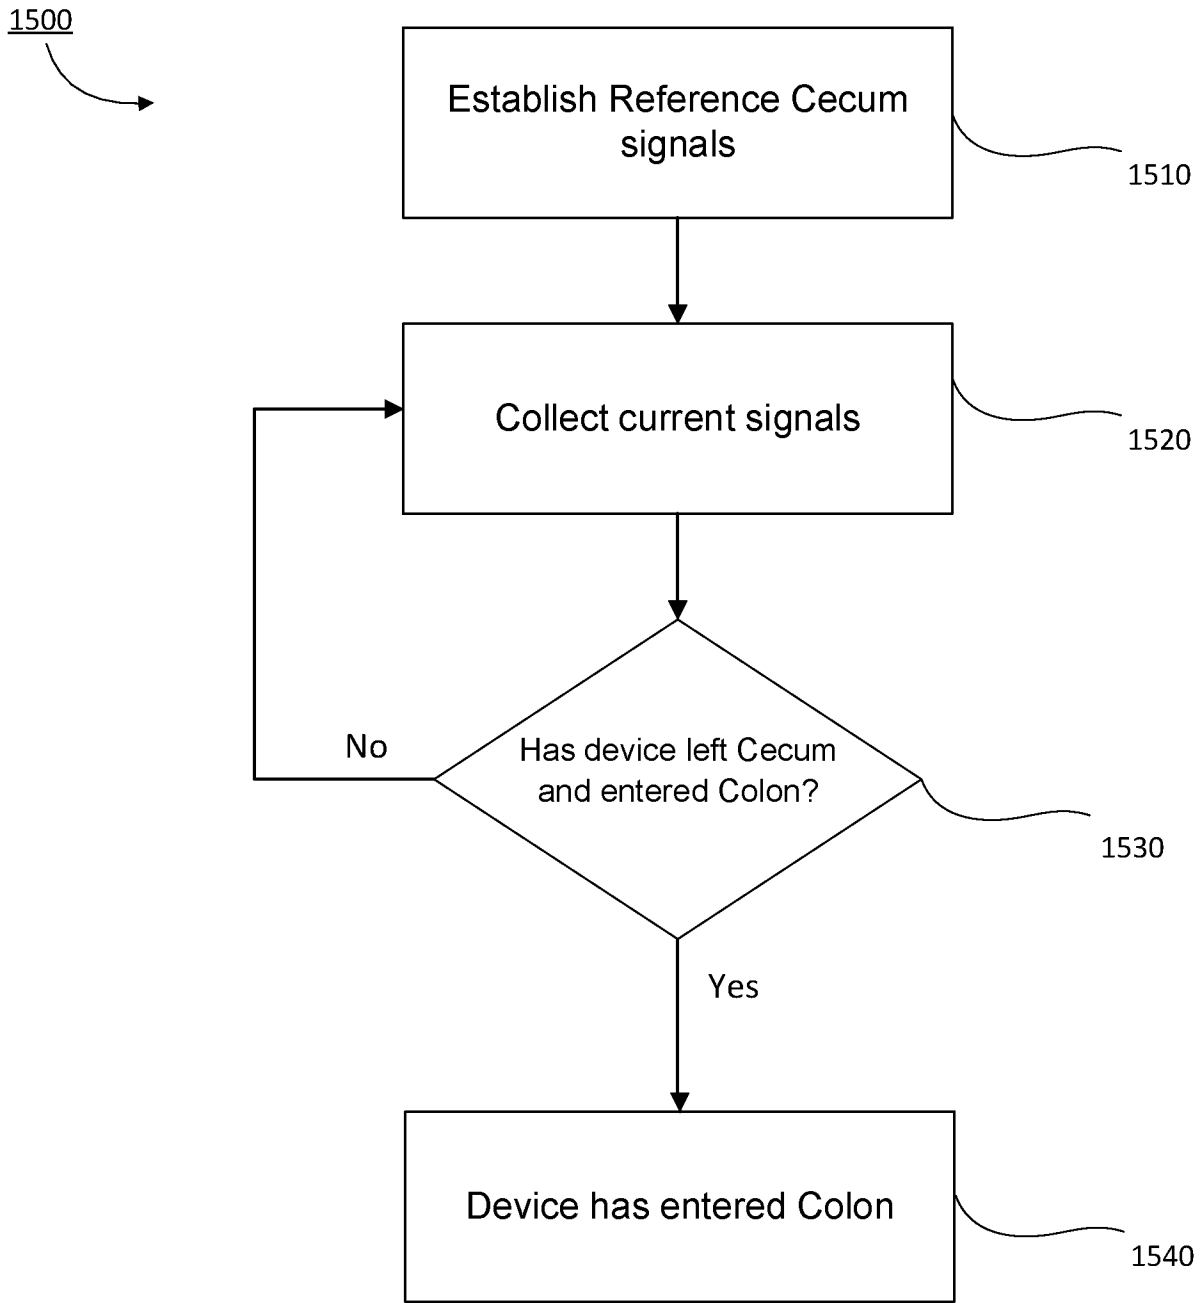 1500
Establish Reference Cecum
signals
1510
Collect current signals
1520
No
Has device left Cecum
and entered Colon?
1530
Yes
Device has entered Colon
1540